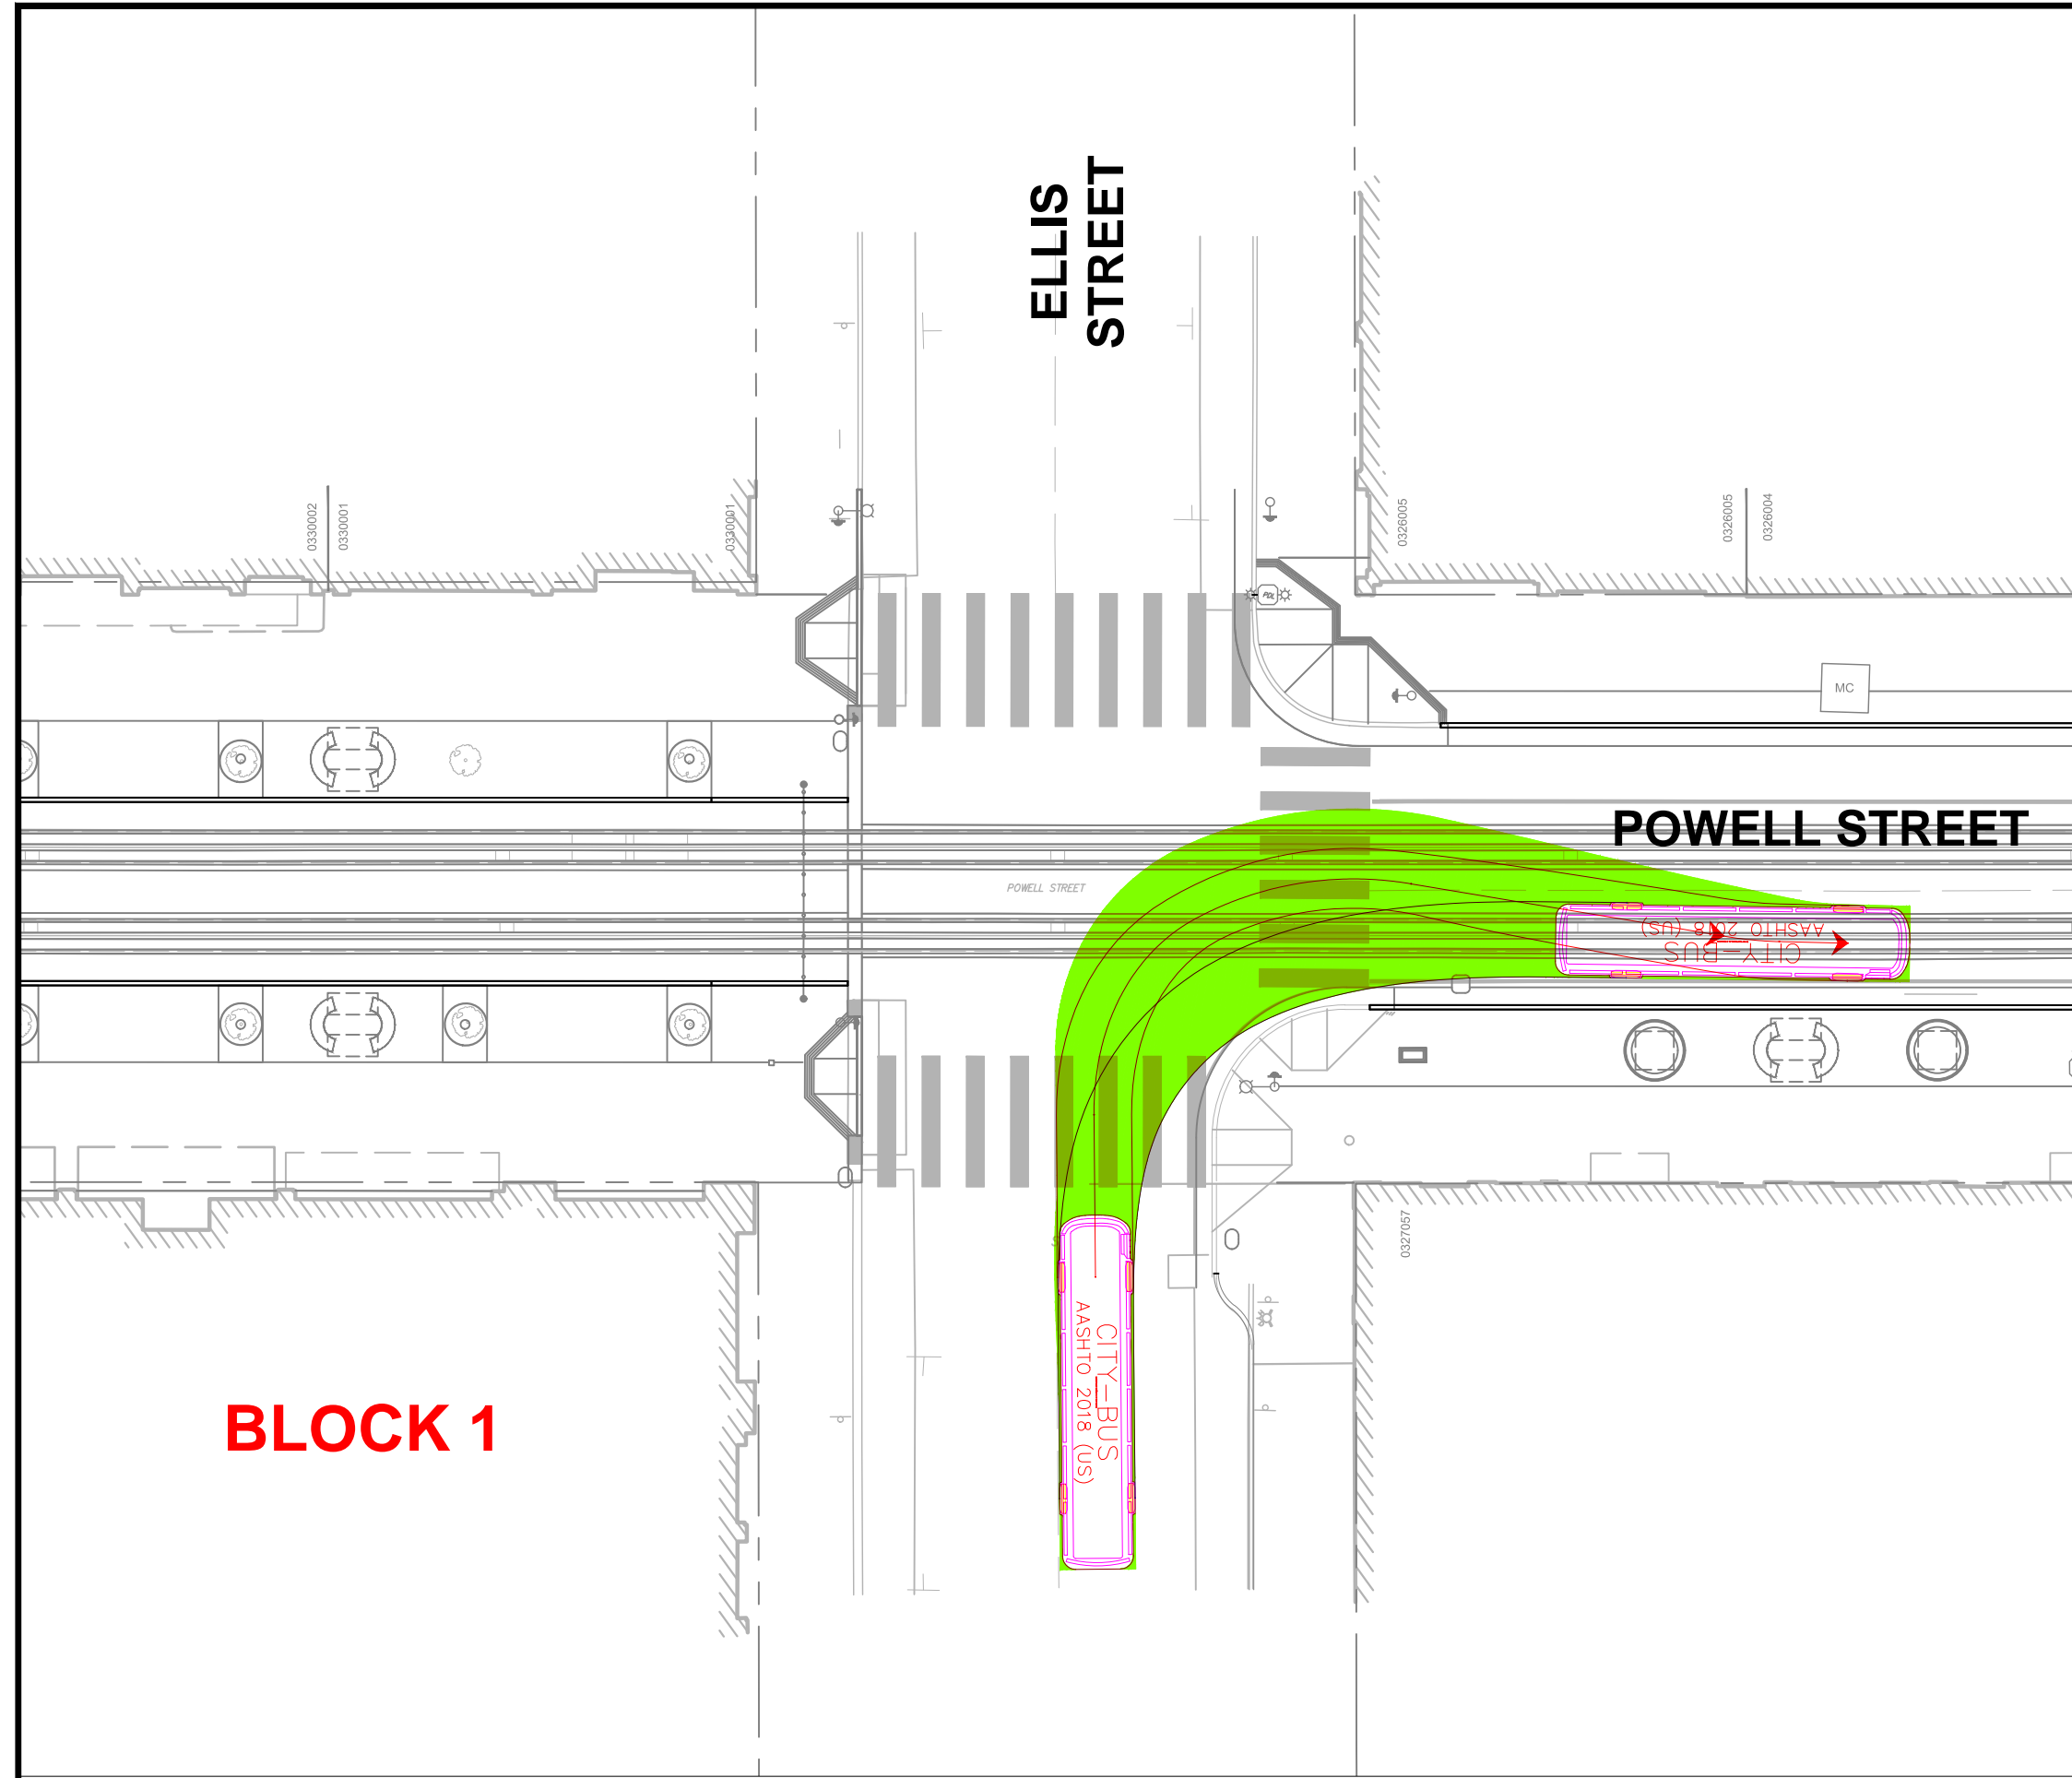 ELLIS
STREET
0330002
0330001
0330001
0326005
0326005
0326004
PDL
MC
POWELL STREET
POWELL STREET
CITY_BUS
AASHTO 2018 (US)
0327057
CITY_BUS
AASHTO 2018 (US)
BLOCK 1